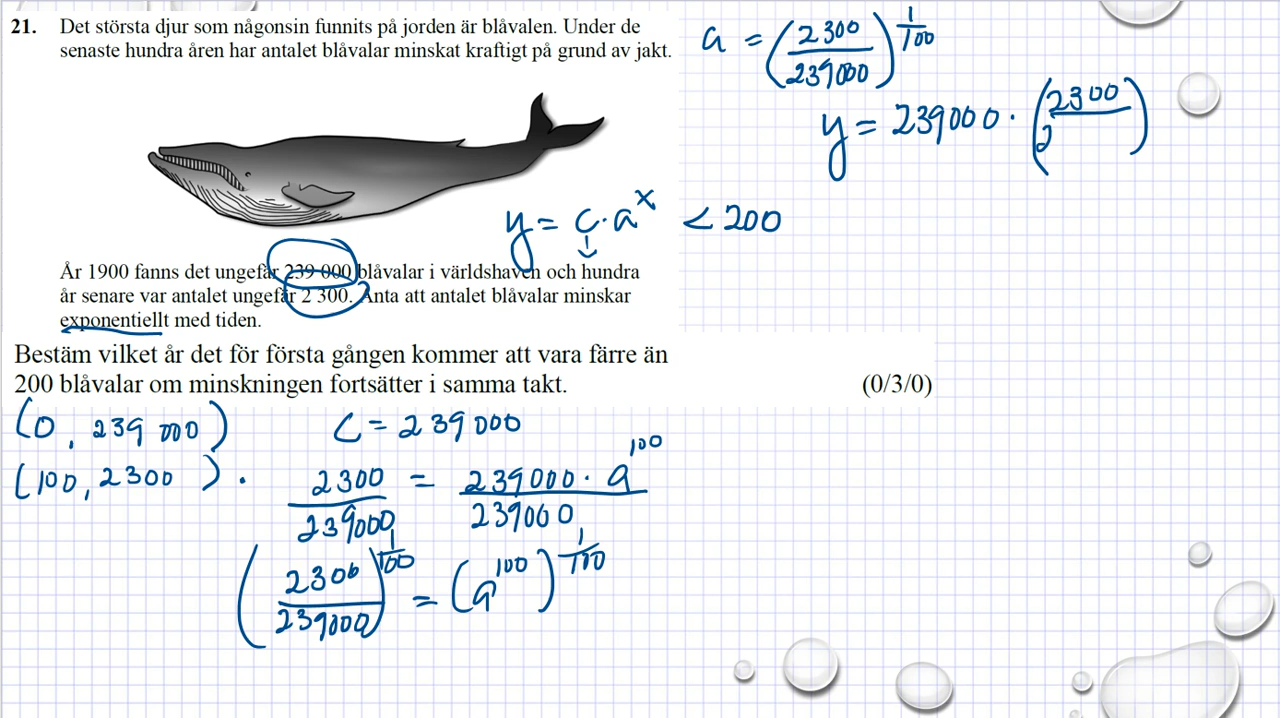 21. Det största djur som någonsin funnits på jorden är blåvalen. Under de
senaste hundra åren har antalet blåvalar minskat kraftigt på grund av jakt.
a = (2300/239000)^(1/100)
y = 239000 · (2300/2)
y = C · a^x < 200
År 1900 fanns det ungefär 239 000 blåvalar i världshaven och hundra
år senare var antalet ungefär 2 300. Anta att antalet blåvalar minskar
exponentiellt med tiden.
Bestäm vilket år det för första gången kommer att vara färre än
200 blåvalar om minskningen fortsätter i samma takt. (0/3/0)
(0, 239 000) C = 239000
(100, 2300). 2300/239000 = 239000 · a^100/239000
(2300/239000)^(1/100) = (a^100)^(1/100)